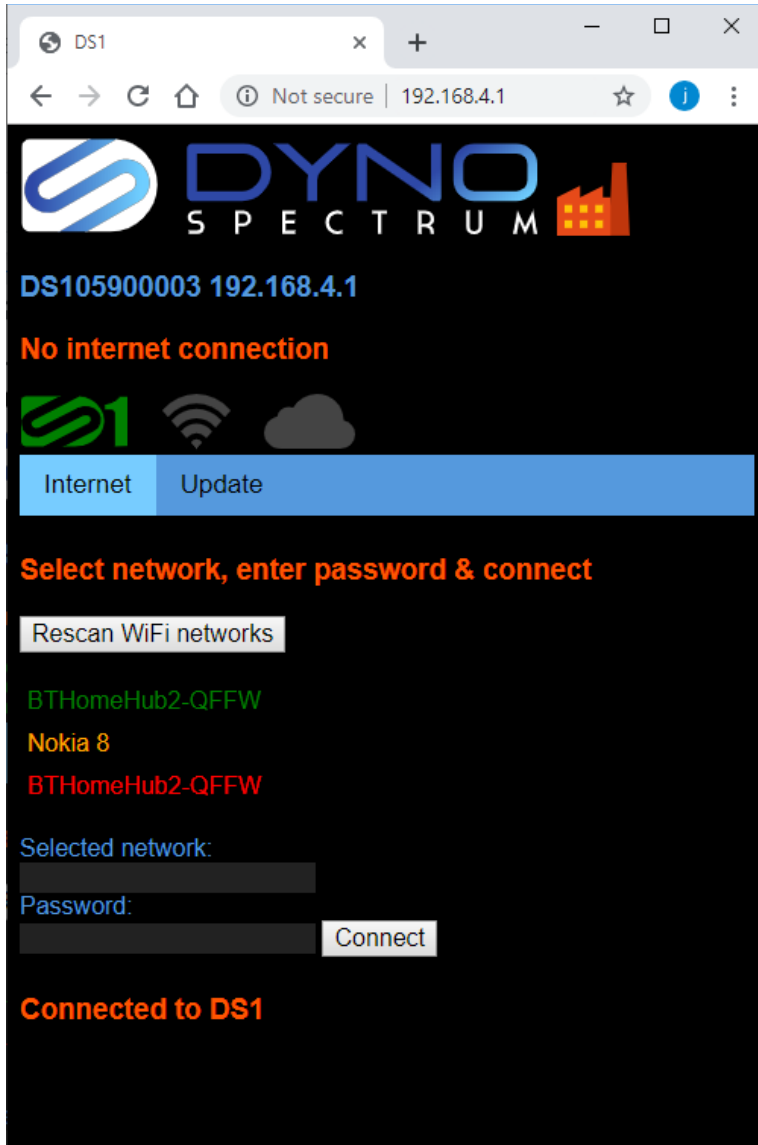 DS1
Not secure | 192.168.4.1
j
DYNO
SPECTRUM
DS105900003 192.168.4.1
No internet connection
S1
Internet Update
Select network, enter password & connect
Rescan WiFi networks
BTHomeHub2-QFFW
Nokia 8
BTHomeHub2-QFFW
Selected network:
Password:
Connect
Connected to DS1